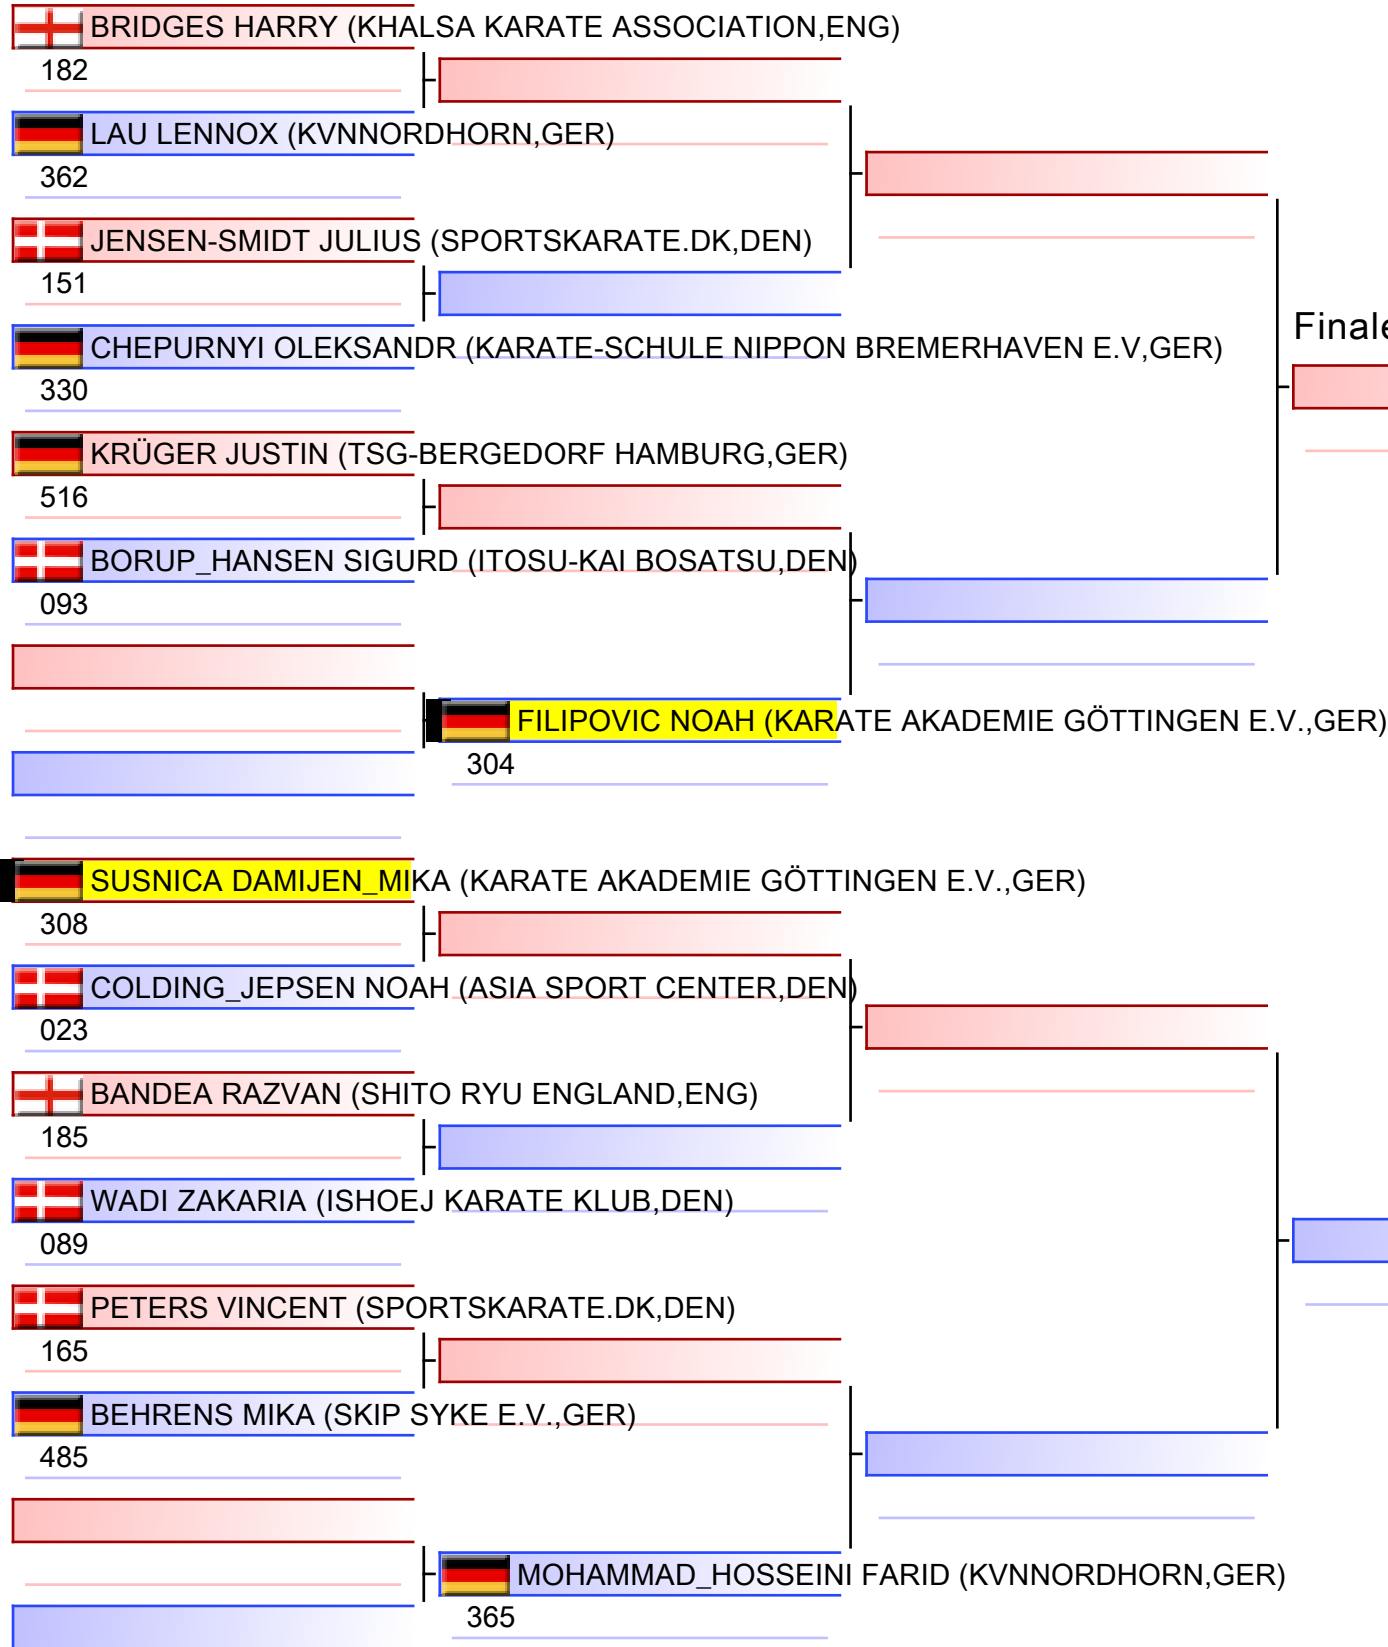 BRIDGES HARRY (KHALSA KARATE ASSOCIATION,ENG)
182
LAU LENNOX (KVNNORDHORN,GER)
362
JENSEN-SMIDT JULIUS (SPORTSKARATE.DK,DEN)
151
CHEPURNYI OLEKSANDR (KARATE-SCHULE NIPPON BREMERHAVEN E.V,GER)
330
Finale
KRÜGER JUSTIN (TSG-BERGEDORF HAMBURG,GER)
516
BORUP_HANSEN SIGURD (ITOSU-KAI BOSATSU,DEN)
093
FILIPOVIC NOAH (KARATE AKADEMIE GÖTTINGEN E.V.,GER)
304
SUSNICA DAMIJEN_MIKA (KARATE AKADEMIE GÖTTINGEN E.V.,GER)
308
COLDING_JEPSEN NOAH (ASIA SPORT CENTER,DEN)
023
BANDEA RAZVAN (SHITO RYU ENGLAND,ENG)
185
WADI ZAKARIA (ISHOEJ KARATE KLUB,DEN)
089
PETERS VINCENT (SPORTSKARATE.DK,DEN)
165
BEHRENS MIKA (SKIP SYKE E.V.,GER)
485
MOHAMMAD_HOSSEINI FARID (KVNNORDHORN,GER)
365